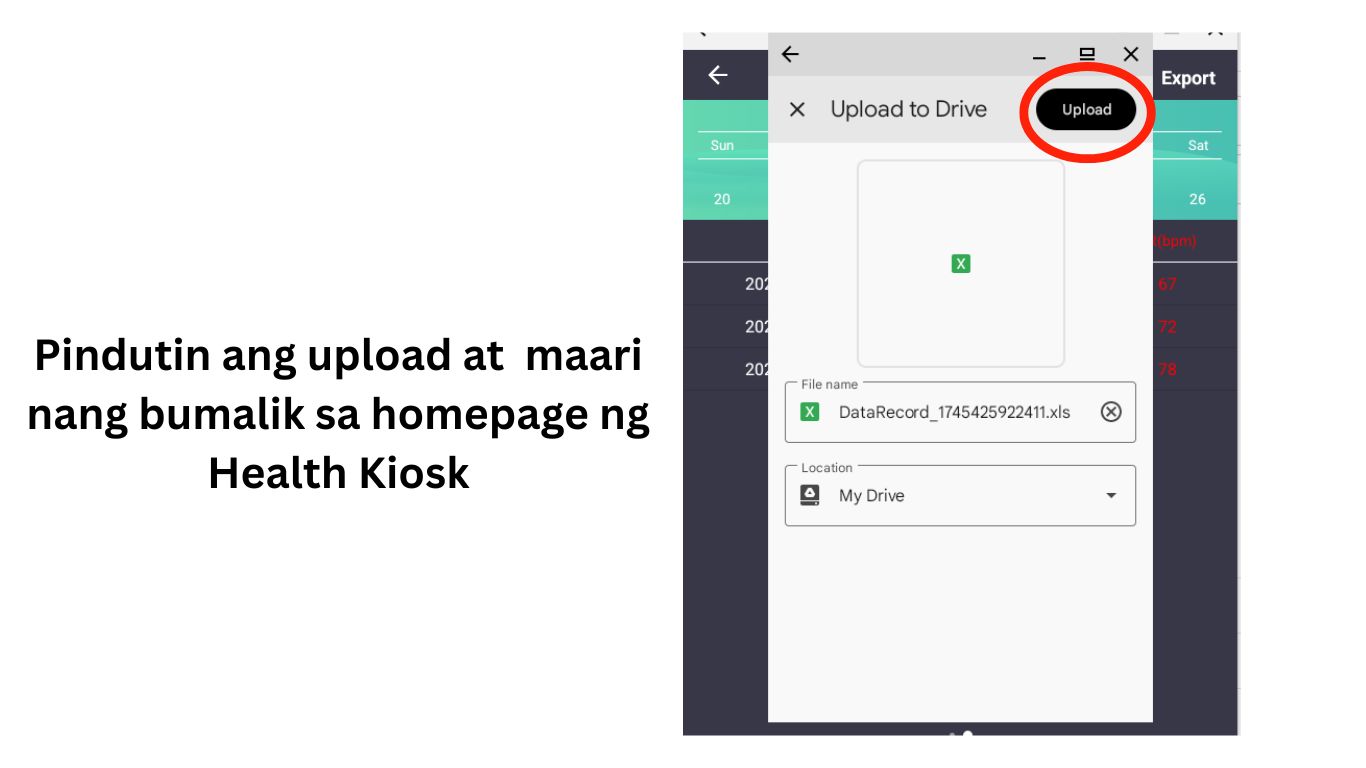 Pindutin ang upload at maari
nang bumalik sa homepage ng
Health Kiosk
Export
Upload to Drive
Upload
Sun
Sat
20
26
(bpm)
202
67
202
72
202
78
File name
X
X DataRecord_1745425922411.xls
Location
My Drive